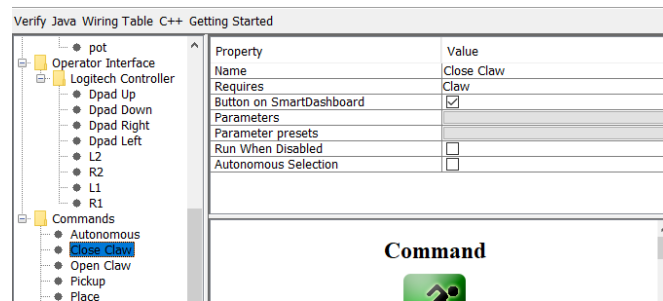 Verify Java Wiring Table C++ Getting Started
pot
Operator Interface
Logitech Controller
Dpad Up
Dpad Down
Dpad Right
Dpad Left
L2
R2
L1
R1
Commands
Autonomous
Close Claw
Open Claw
Pickup
Place
Property Value
Name Close Claw
Requires Claw
Button on SmartDashboard
Parameters
Parameter presets
Run When Disabled
Autonomous Selection
Command